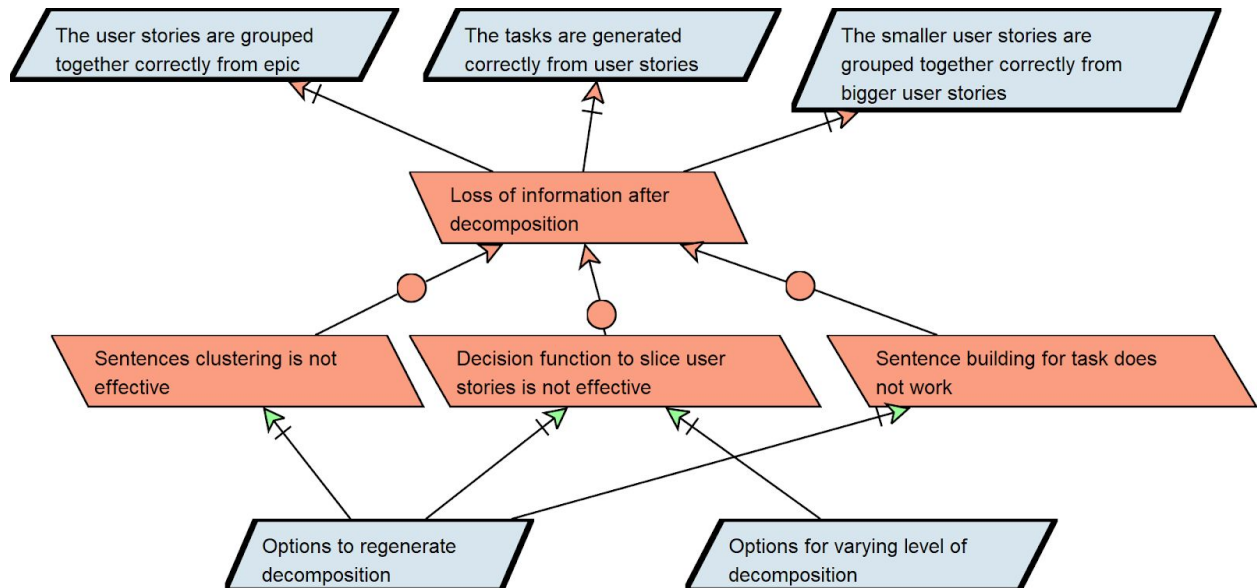 The user stories are grouped
together correctly from epic
The tasks are generated
correctly from user stories
The smaller user stories are
grouped together correctly from
bigger user stories
Loss of information after
decomposition
Sentences clustering is not
effective
Decision function to slice user
stories is not effective
Sentence building for task does
not work
Options to regenerate
decomposition
Options for varying level of
decomposition